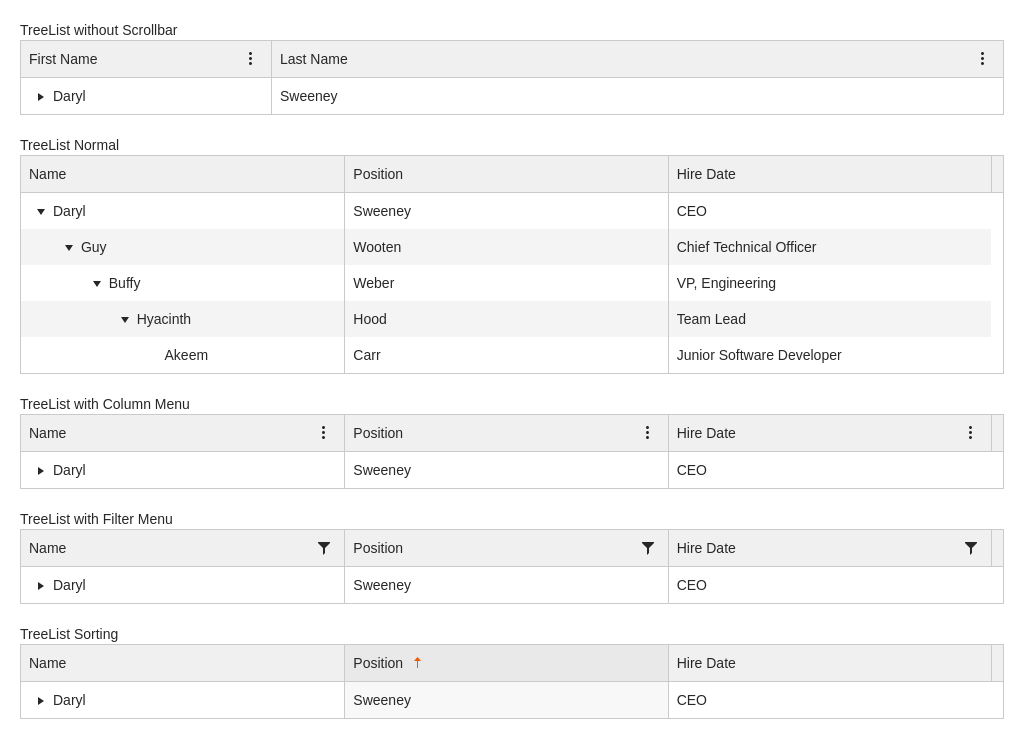 TreeList without Scrollbar
First Name Last Name
Daryl Sweeney
TreeList Normal
Name Position Hire Date
Daryl Sweeney CEO
Guy Wooten Chief Technical Officer
Buffy Weber VP, Engineering
Hyacinth Hood Team Lead
Akeem Carr Junior Software Developer
TreeList with Column Menu
Name Position Hire Date
Daryl Sweeney CEO
TreeList with Filter Menu
Name Position Hire Date
Daryl Sweeney CEO
TreeList Sorting
Name Position Hire Date
Daryl Sweeney CEO